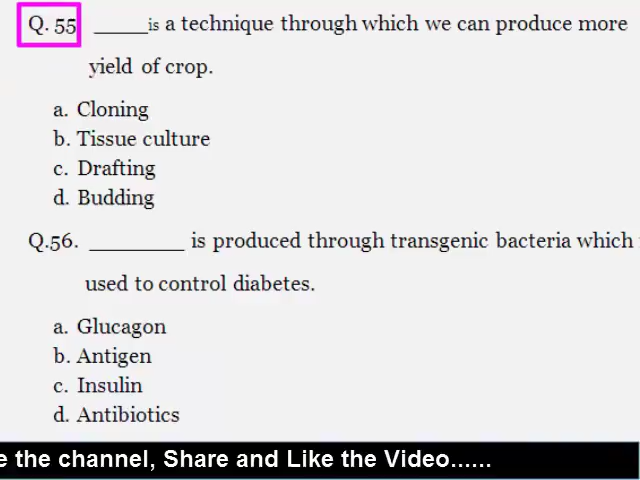 Q. 55 _____is a technique through which we can produce more
yield of crop.
a. Cloning
b. Tissue culture
c. Drafting
d. Budding
Q.56. _________ is produced through transgenic bacteria which
used to control diabetes.
a. Glucagon
b. Antigen
c. Insulin
d. Antibiotics
the channel, Share and Like the Video......